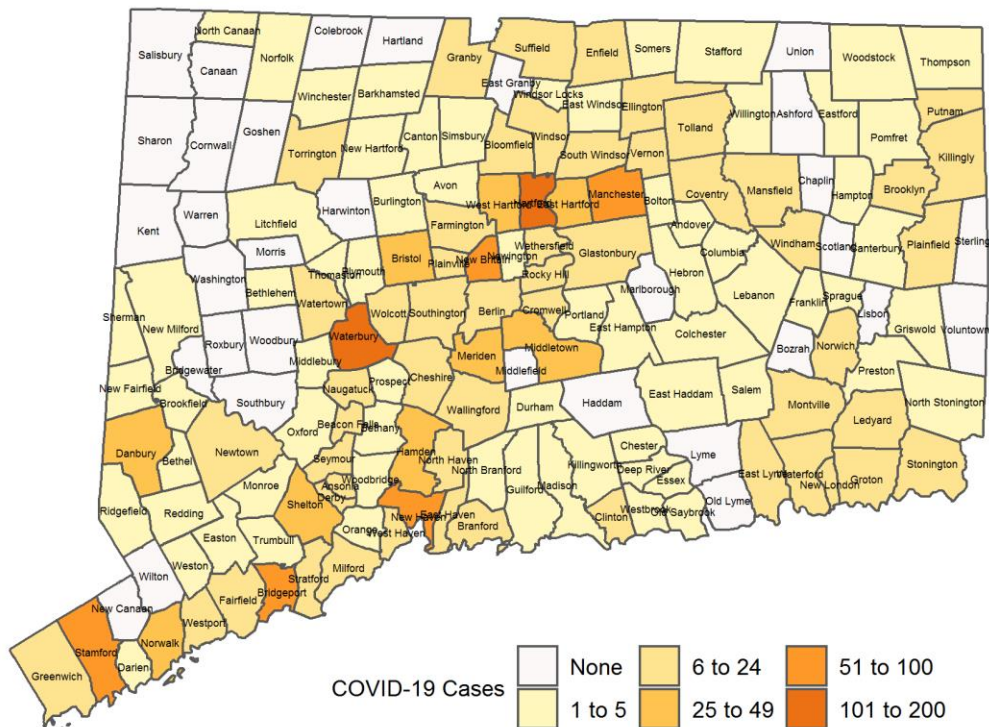 North Canaan
Colebrook
Hartland
Salisbury
Canaan
Norfolk
Granby
Suffield
Enfield
Somers
Stafford
Union
Woodstock
Thompson
East Granby
Windsor Locks
Winchester
Barkhamsted
East Windsor
Ellington
Willington
Ashford
Eastford
Putnam
Sharon
Cornwall
Goshen
Torrington
New Hartford
Canton
Simsbury
Bloomfield
Windsor
South Windsor
Vernon
Tolland
Pomfret
Killingly
Avon
Kent
Warren
Litchfield
Harwinton
Burlington
West Hartford
Hartford
East Hartford
Manchester
Bolton
Coventry
Mansfield
Chaplin
Hampton
Brooklyn
Farmington
Andover
Morris
Washington
Bethlehem
Thomaston
Plymouth
Bristol
Plainville
New Britain
Newington
Wethersfield
Rocky Hill
Glastonbury
Hebron
Columbia
Windham
Scotland
Canterbury
Plainfield
Sterling
Marlborough
Watertown
Sherman
New Milford
Roxbury
Woodbury
Waterbury
Wolcott
Southington
Berlin
Cromwell
Portland
East Hampton
Colchester
Lebanon
Franklin
Sprague
Lisbon
Griswold
Voluntown
Middlebury
Bozrah
Norwich
Bridgewater
Meriden
Middletown
Middlefield
Preston
New Fairfield
Brookfield
Southbury
Naugatuck
Prospect
Cheshire
Wallingford
Durham
Haddam
East Haddam
Salem
Montville
Ledyard
North Stonington
Oxford
Beacon Falls
Bethany
Danbury
Bethel
Newtown
Seymour
Hamden
North Haven
North Branford
Guilford
Madison
Killingworth
Chester
Deep River
Essex
Lyme
East Lyme
Waterford
New London
Groton
Stonington
Monroe
Ansonia
Derby
Woodbridge
Ridgefield
Redding
Shelton
Orange
New Haven
East Haven
West Haven
Branford
Clinton
Westbrook
Old Saybrook
Old Lyme
Easton
Trumbull
Weston
Wilton
Stratford
Milford
New Canaan
Fairfield
Bridgeport
Westport
Norwalk
Greenwich
Stamford
Darien
COVID-19 Cases
None
1 to 5
6 to 24
25 to 49
51 to 100
101 to 200